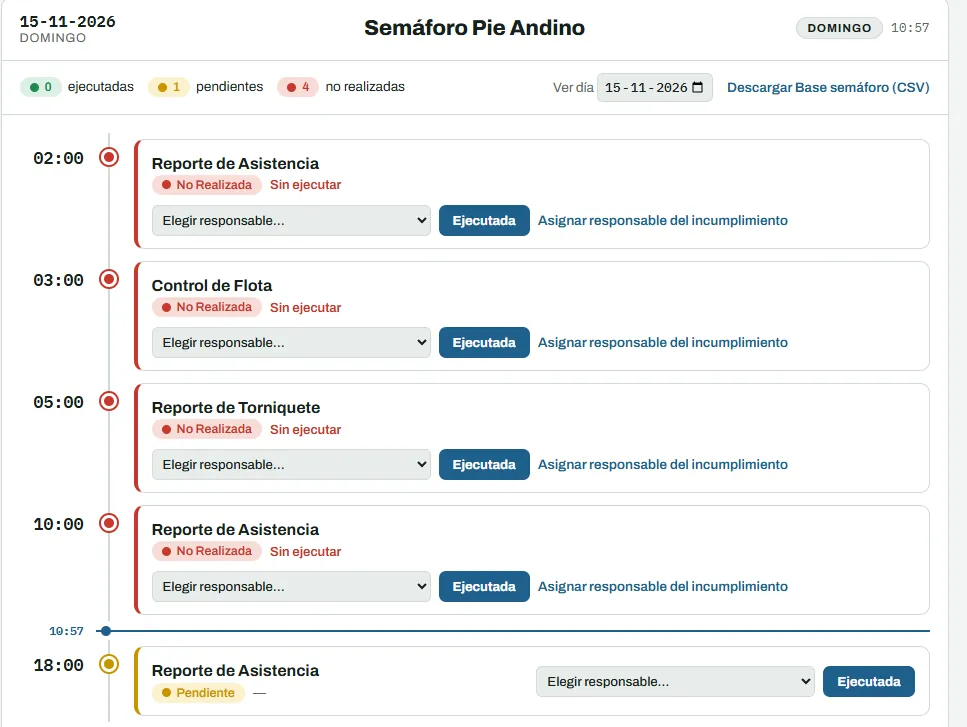 15-11-2026
DOMINGO
Semáforo Pie Andino
DOMINGO 10:57
0 ejecutadas 1 pendientes 4 no realizadas
Ver día 15-11-2026 Descargar Base semáforo (CSV)
02:00
Reporte de Asistencia
No Realizada Sin ejecutar
Elegir responsable... Ejecutada Asignar responsable del incumplimiento
03:00
Control de Flota
No Realizada Sin ejecutar
Elegir responsable... Ejecutada Asignar responsable del incumplimiento
05:00
Reporte de Torniquete
No Realizada Sin ejecutar
Elegir responsable... Ejecutada Asignar responsable del incumplimiento
10:00
Reporte de Asistencia
No Realizada Sin ejecutar
Elegir responsable... Ejecutada Asignar responsable del incumplimiento
10:57
18:00
Reporte de Asistencia
Pendiente —
Elegir responsable... Ejecutada